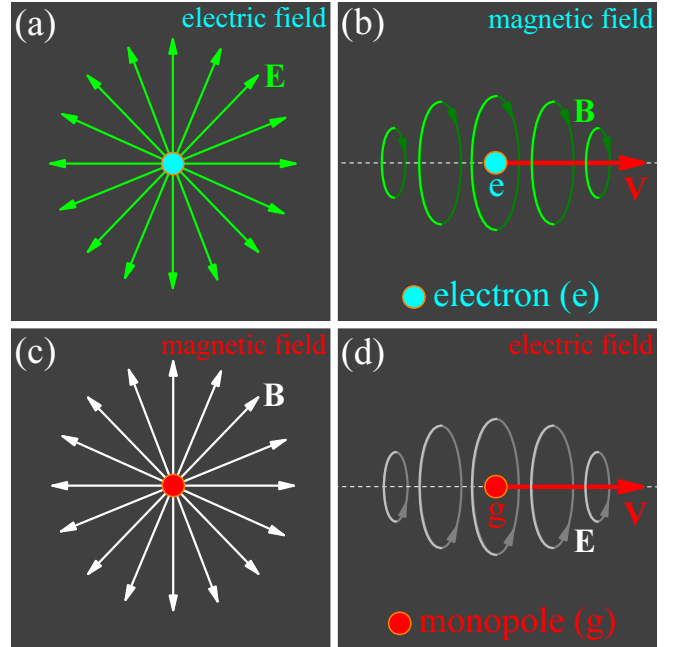 (a) electric field
E
(b) magnetic field
B
e
V
electron (e)
(c) magnetic field
B
(d) electric field
g
V
E
monopole (g)